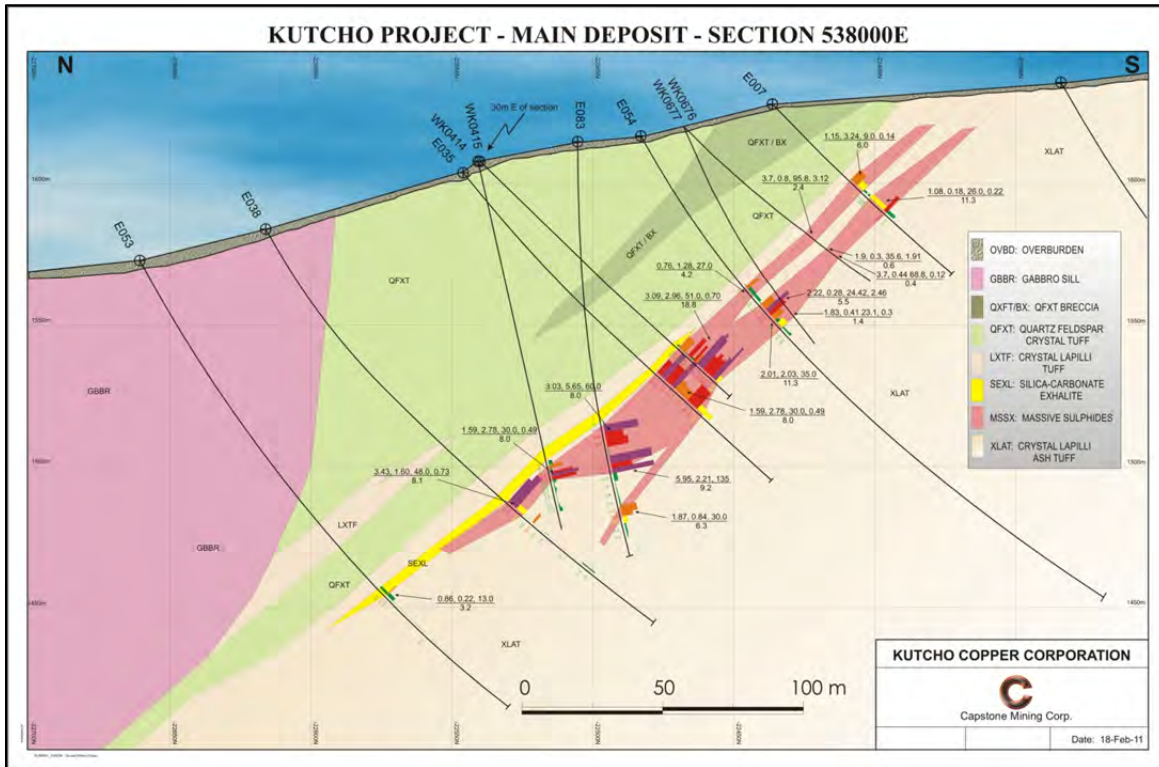 KUTCHO PROJECT - MAIN DEPOSIT - SECTION 538000E
N
S
E053
E038
E035
WK0414
WK0415
30m E of section
E083
E054
WK0677
WK0676
E007
1600m
1600m
1550m
1550m
1500m
1450m
1450m
QFXT / BX
QFXT / BX
QFXT
QFXT
QFXT
XLAT
XLAT
XLAT
GBBR
GBBR
LXTF
SEXL
1.15, 3.24, 9.0, 0.14
6.0
3.7, 0.8, 95.8, 3.12
2.4
1.08, 0.18, 26.0, 0.22
11.3
1.9, 0.3, 35.6, 1.91
0.6
3.7, 0.44 68.8, 0.12
0.4
0.76, 1.28, 27.0
4.2
2.22, 0.28, 24.42, 2.46
5.5
3.09, 2.96, 51.0, 0.70
18.8
1.83, 0.41 23.1, 0.3
1.4
2.01, 2.03, 35.0
11.3
3.03, 5.65, 60.0
8.0
1.59, 2.78, 30.0, 0.49
8.0
1.59, 2.78, 30.0, 0.49
8.0
3.43, 1.60, 48.0, 0.73
8.1
5.95, 2.21, 135
9.2
1.87, 0.84, 30.0
6.3
0.86, 0.22, 13.0
3.2
OVBD: OVERBURDEN
GBBR: GABBRO SILL
QXFT/BX: QFXT BRECCIA
QFXT: QUARTZ FELDSPAR
CRYSTAL TUFF
LXTF: CRYSTAL LAPILLI
TUFF
SEXL: SILICA-CARBONATE
EXHALITE
MSSX: MASSIVE SULPHIDES
XLAT: CRYSTAL LAPILLI
ASH TUFF
0 50 100 m
KUTCHO COPPER CORPORATION
Capstone Mining Corp.
Date: 18-Feb-11